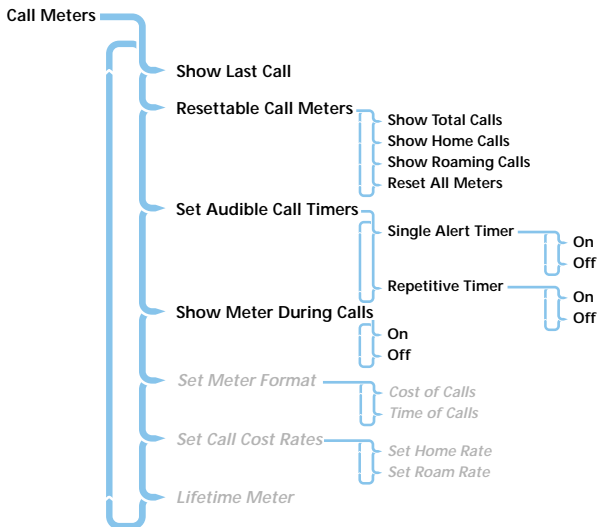 Call Meters
Show Last Call
Resettable Call Meters
Show Total Calls
Show Home Calls
Show Roaming Calls
Reset All Meters
Set Audible Call Timers
Single Alert Timer
On
Off
Repetitive Timer
On
Off
Show Meter During Calls
On
Off
Set Meter Format
Cost of Calls
Time of Calls
Set Call Cost Rates
Set Home Rate
Set Roam Rate
Lifetime Meter